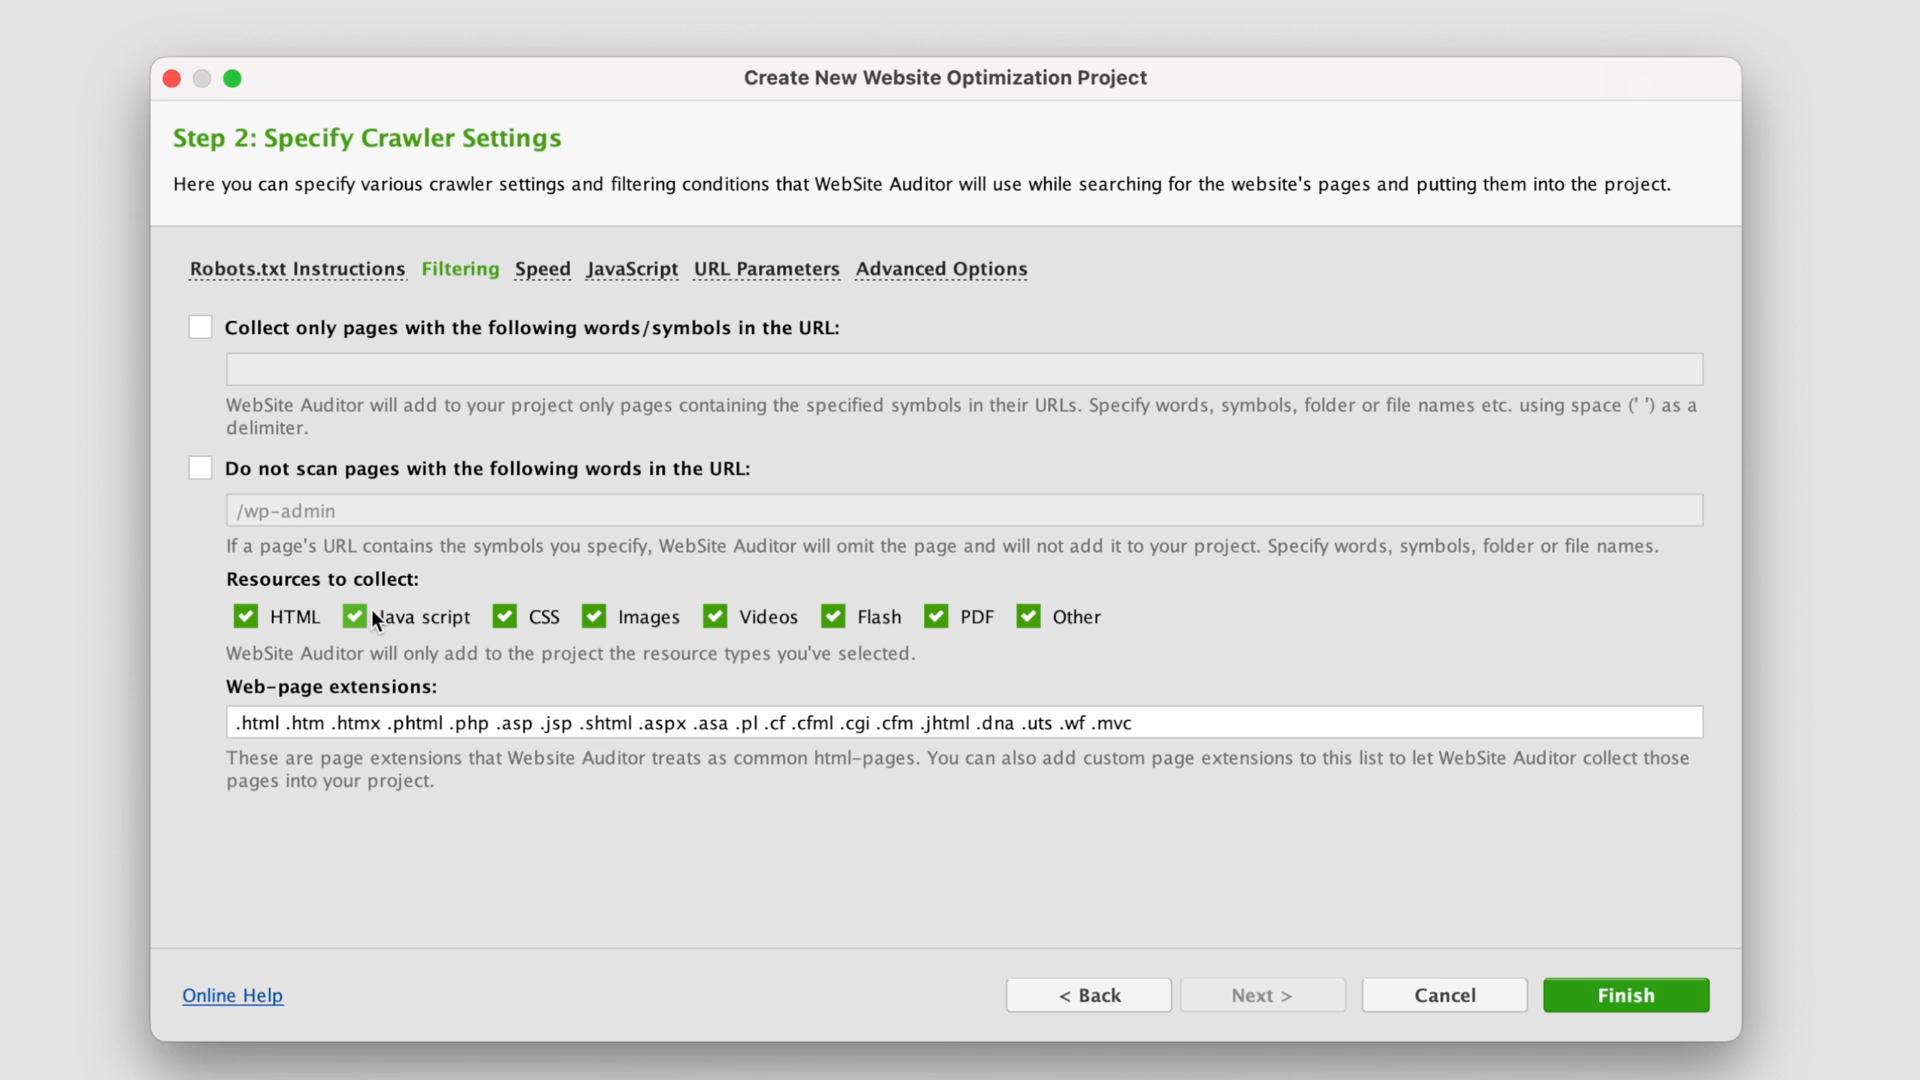 Create New Website Optimization Project
Step 2: Specify Crawler Settings
Here you can specify various crawler settings and filtering conditions that WebSite Auditor will use while searching for the website's pages and putting them into the project.
Robots.txt Instructions Filtering Speed JavaScript URL Parameters Advanced Options
Collect only pages with the following words/symbols in the URL:
WebSite Auditor will add to your project only pages containing the specified symbols in their URLs. Specify words, symbols, folder or file names etc. using space (' ') as a
delimiter.
Do not scan pages with the following words in the URL:
/wp-admin
If a page's URL contains the symbols you specify, WebSite Auditor will omit the page and will not add it to your project. Specify words, symbols, folder or file names.
Resources to collect:
HTML Java script CSS Images Videos Flash PDF Other
WebSite Auditor will only add to the project the resource types you've selected.
Web-page extensions:
.html .htm .htmx .phtml .php .asp .jsp .shtml .aspx .asa .pl .cf .cfml .cgi .cfm .jhtml .dna .uts .wf .mvc
These are page extensions that Website Auditor treats as common html-pages. You can also add custom page extensions to this list to let WebSite Auditor collect those
pages into your project.
Online Help < Back Next > Cancel Finish